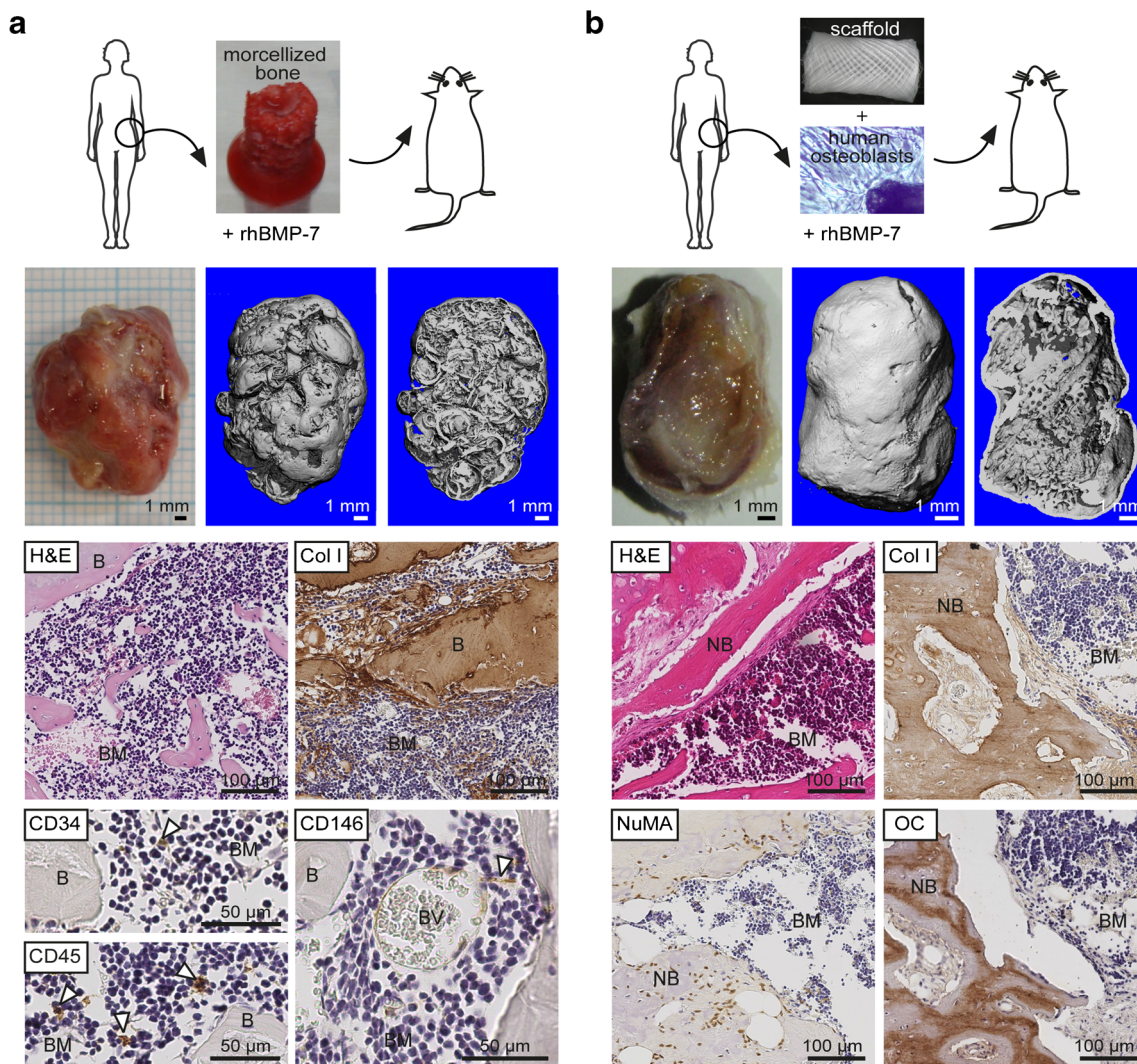 a
morcellized
bone
+ rhBMP-7
1 mm
1 mm
1 mm
H&E
B
BM
100 µm
Col I
B
BM
100 µm
CD34
B
BM
50 µm
CD45
BM
B
50 µm
CD146
B
BV
BM
50 µm
b
scaffold
+
human
osteoblasts
+ rhBMP-7
1 mm
1 mm
1 mm
H&E
NB
BM
100 µm
Col I
NB
BM
100 µm
NuMA
BM
NB
100 µm
OC
NB
BM
100 µm